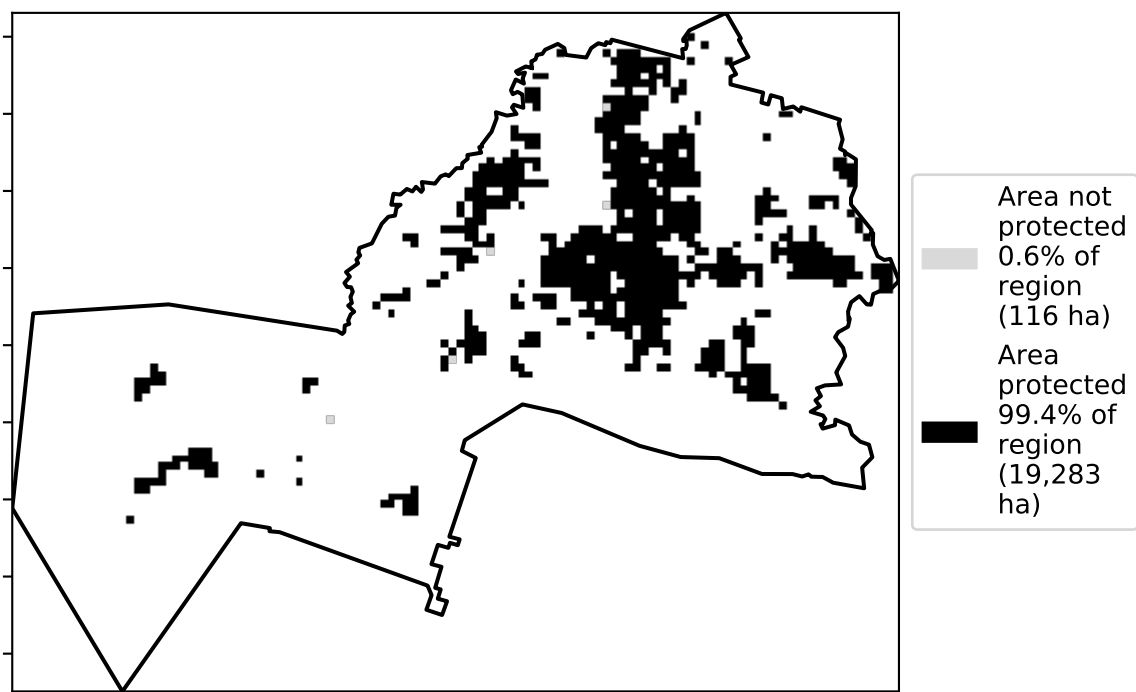 Area not
protected
0.6% of
region
(116 ha)
Area
protected
99.4% of
region
(19,283
ha)